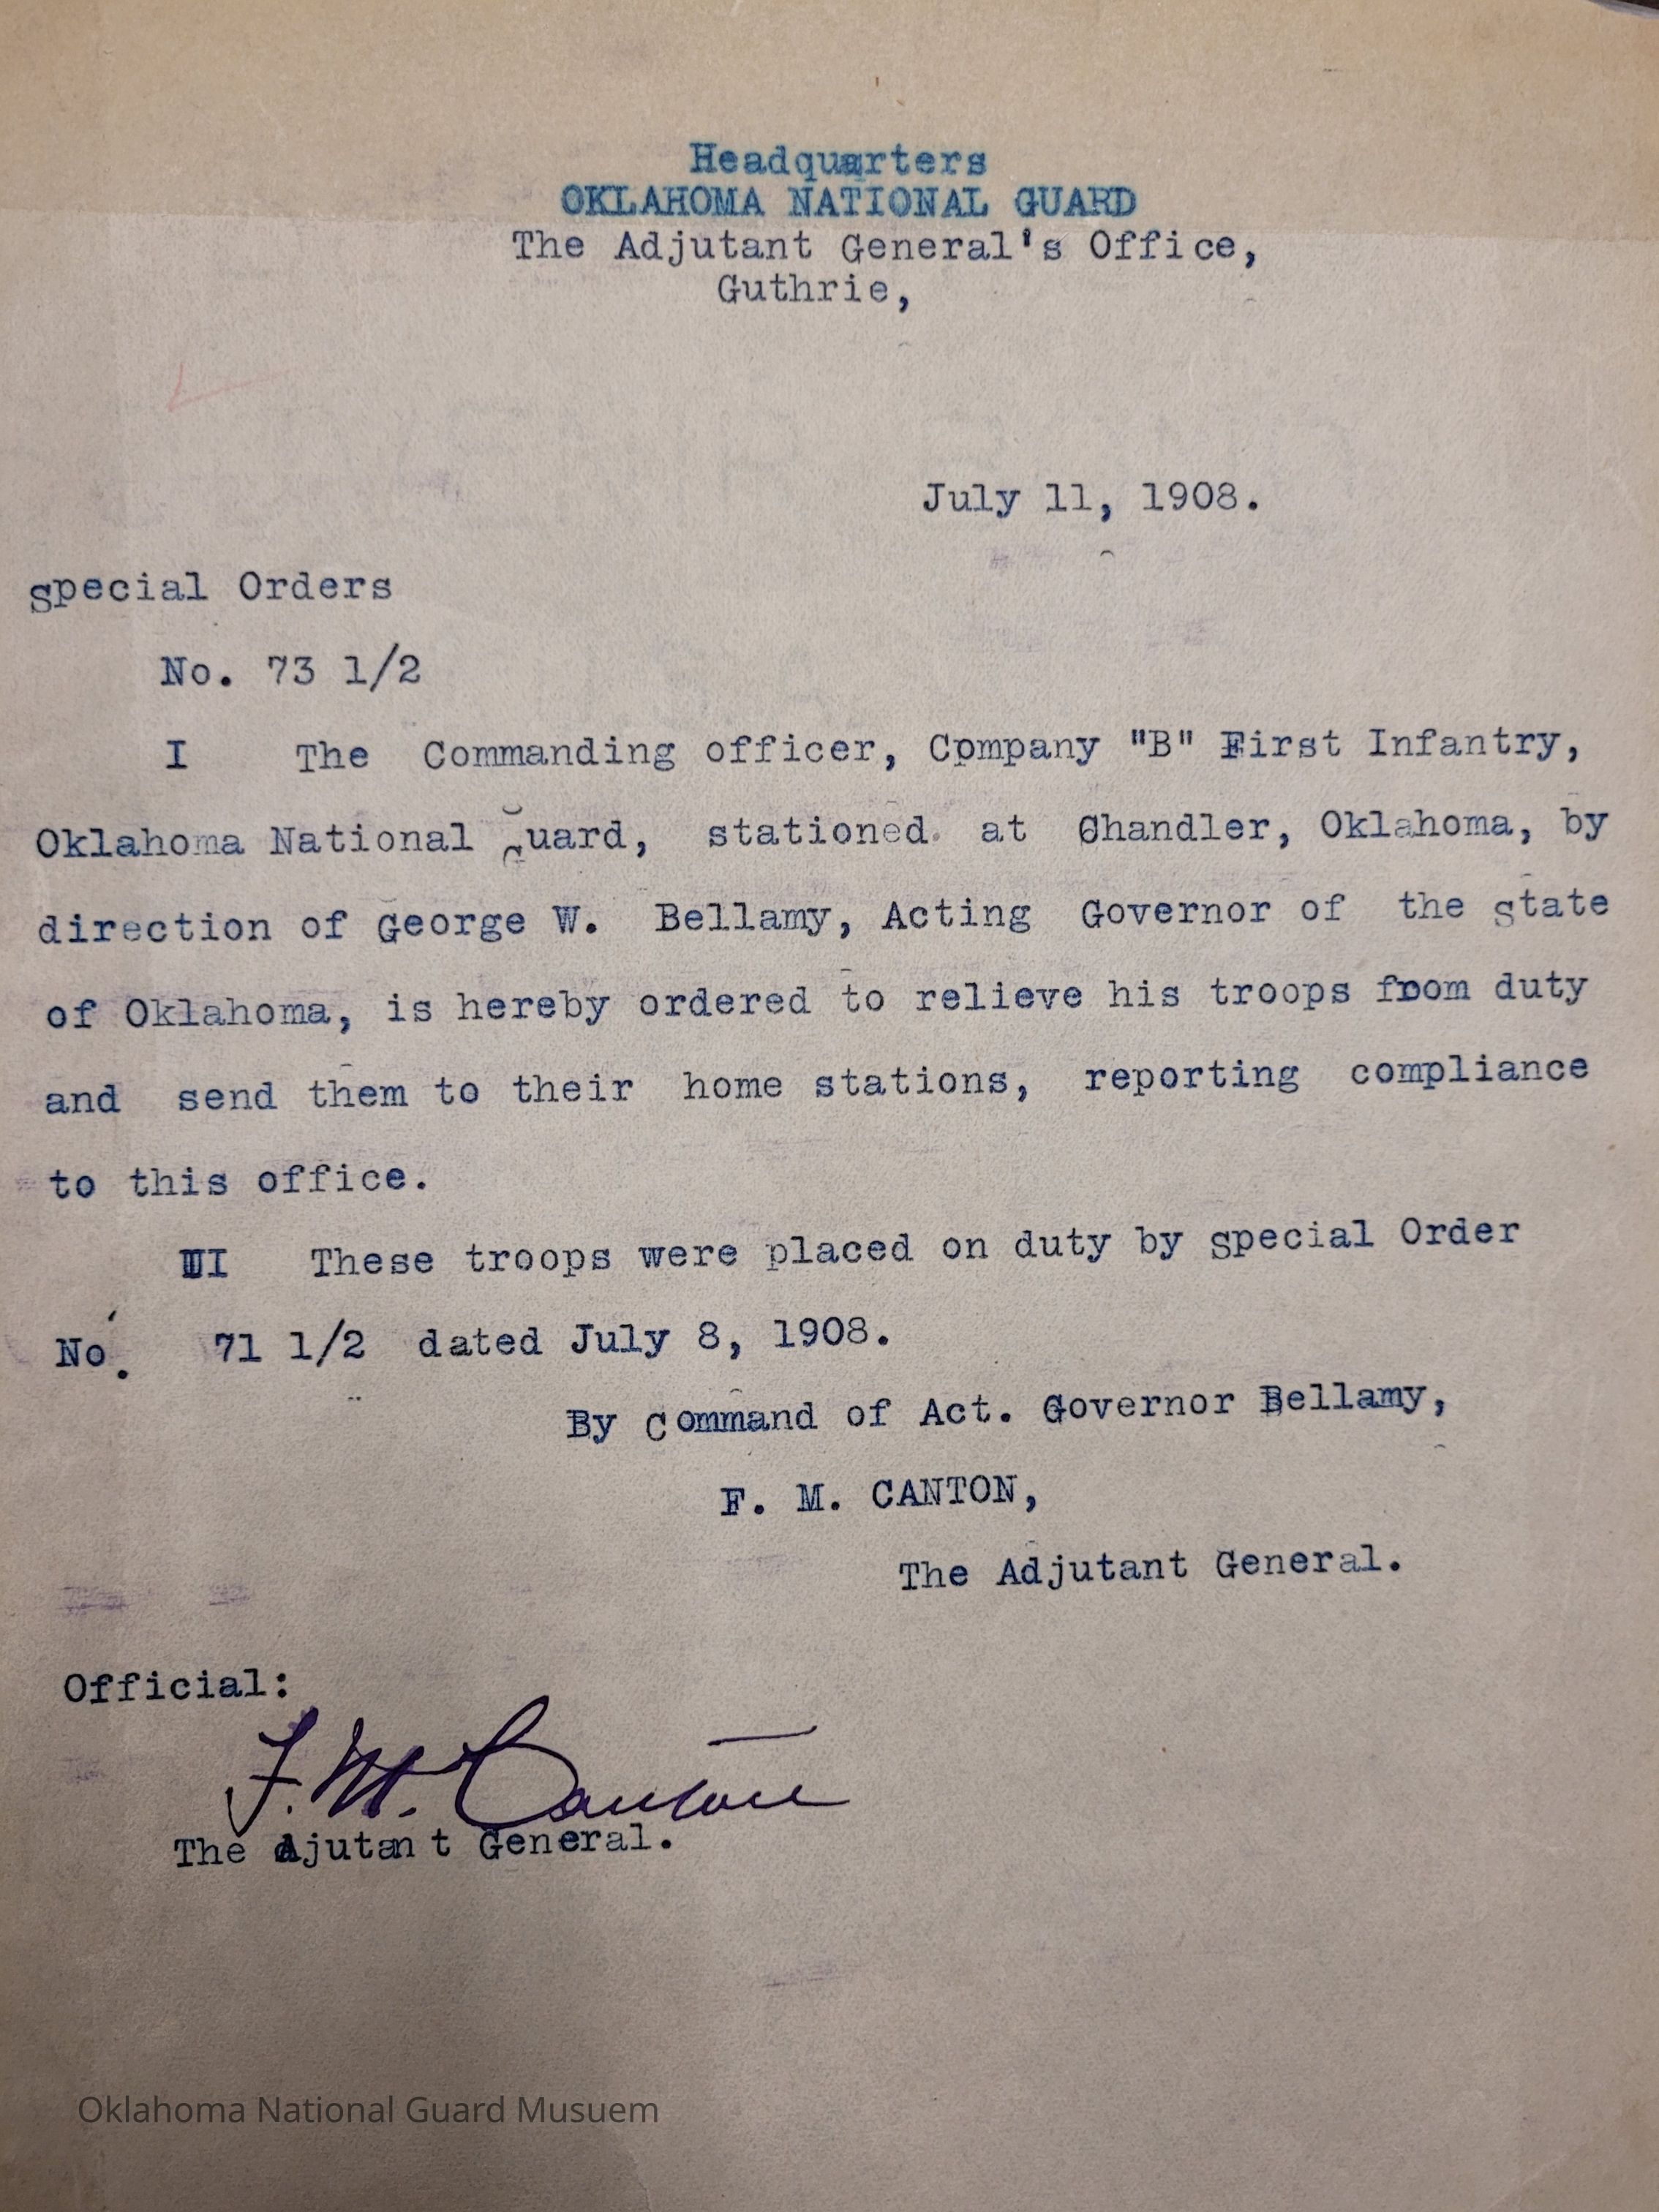 Headquarters
OKLAHOMA NATIONAL GUARD
The Adjutant General's Office,
Guthrie,
July 11, 1908.
Special Orders
No. 73 1/2
I The Commanding officer, Company "B" First Infantry,
Oklahoma National Guard, stationed at Chandler, Oklahoma, by
direction of George W. Bellamy, Acting Governor of the State
of Oklahoma, is hereby ordered to relieve his troops from duty
and send them to their home stations, reporting compliance
to this office.
II These troops were placed on duty by Special Order
No. 71 1/2 dated July 8, 1908.
By Command of Act. Governor Bellamy,
F. M. CANTON,
The Adjutant General.
Official:
F. M. Canton
The Ajutant General.
Oklahoma National Guard Musuem